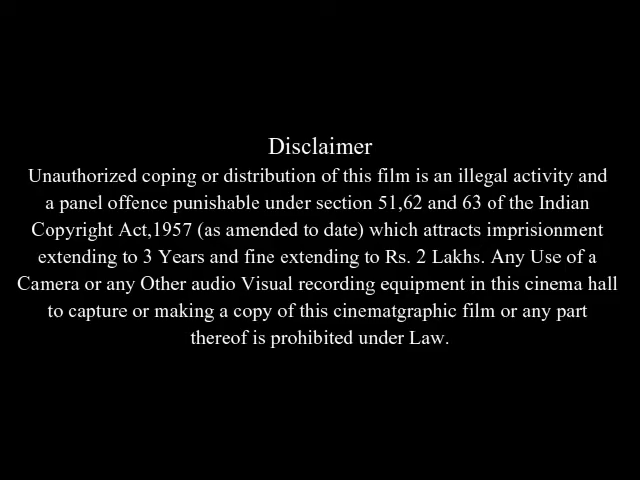 Disclaimer
Unauthorized coping or distribution of this film is an illegal activity and
a panel offence punishable under section 51,62 and 63 of the Indian
Copyright Act,1957 (as amended to date) which attracts imprisionment
extending to 3 Years and fine extending to Rs. 2 Lakhs. Any Use of a
Camera or any Other audio Visual recording equipment in this cinema hall
to capture or making a copy of this cinematgraphic film or any part
thereof is prohibited under Law.